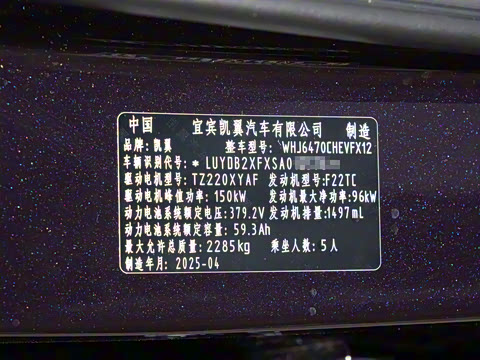 中国 宜宾凯翼汽车有限公司 制造
品牌: 凯翼 整车型号: WHJ6470CHEVFX12
车辆识别代号: * LUYDB2XFXSA0
驱动电机型号: TZ220XYAF 发动机型号: F22TC
驱动电机峰值功率: 150kW 发动机最大净功率: 96kW
动力电池系统额定电压: 379.2V 发动机排量: 1497mL
动力电池系统额定容量: 59.3Ah
最大允许总质量: 2285kg 乘坐人数: 5人
制造年月: 2025-04